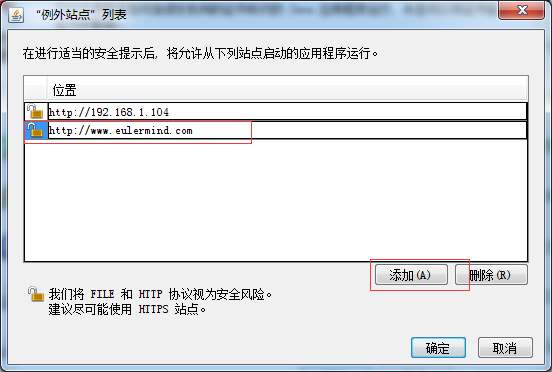 “例外站点”列表
在进行适当的安全提示后，将允许从下列站点启动的应用程序运行。
位置
http://192.168.1.104
http://www.eulermind.com
添加(A) 删除(R)
我们将 FILE 和 HTTP 协议视为安全风险。
建议尽可能使用 HTTPS 站点。
确定 取消